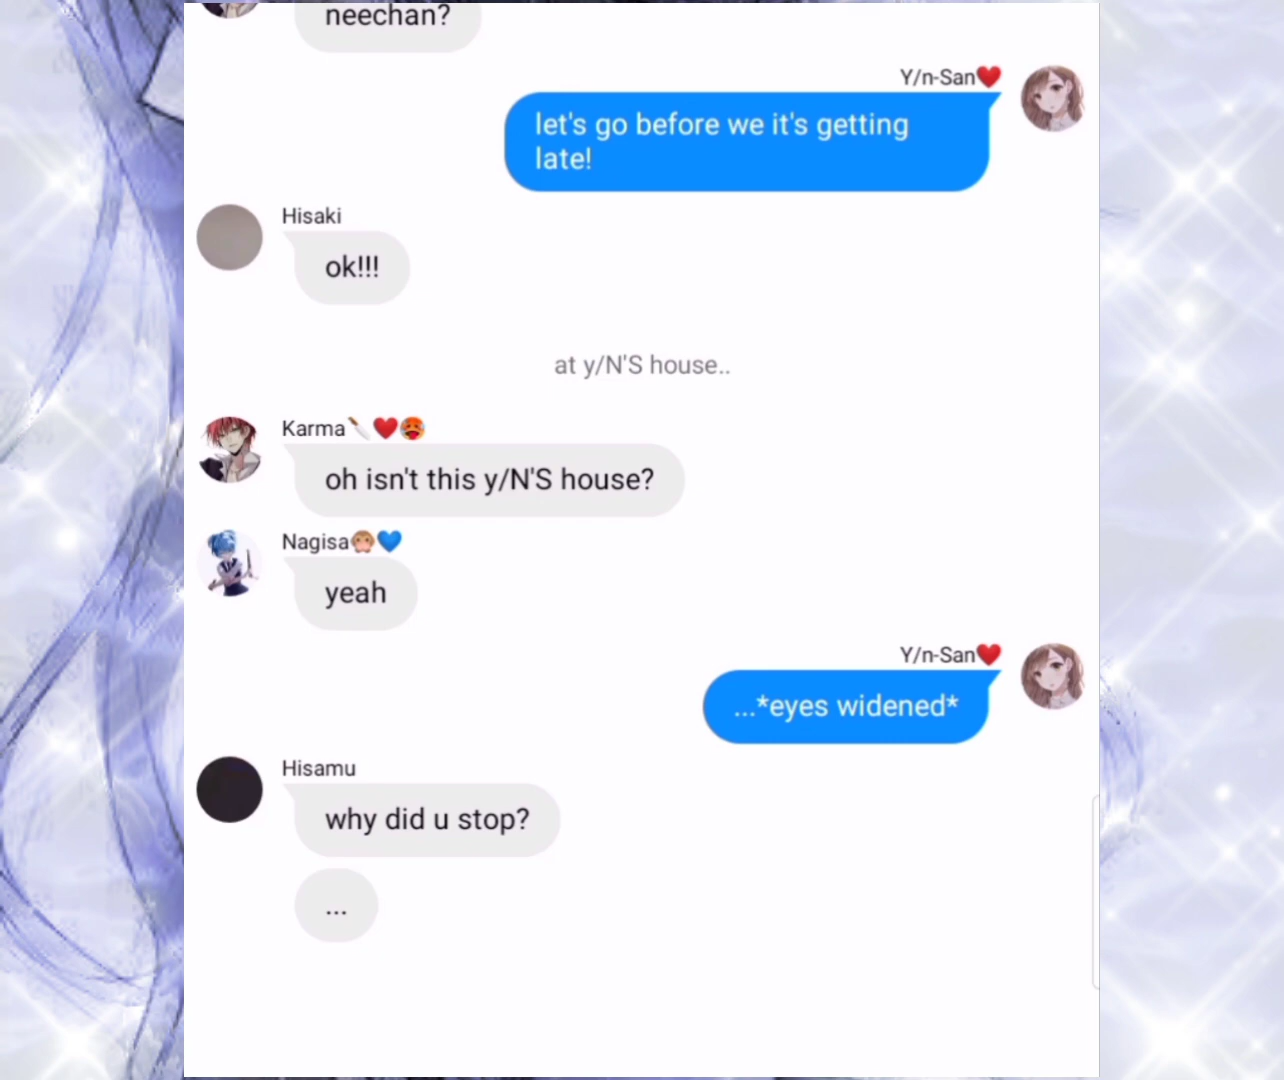 neechan?
Y/n-San❤️
let's go before we it's getting
late!
Hisaki
ok!!!
at y/N'S house..
Karma🔪❤️🥵
oh isn't this y/N'S house?
Nagisa🙊💙
yeah
Y/n-San❤️
...*eyes widened*
Hisamu
why did u stop?
...